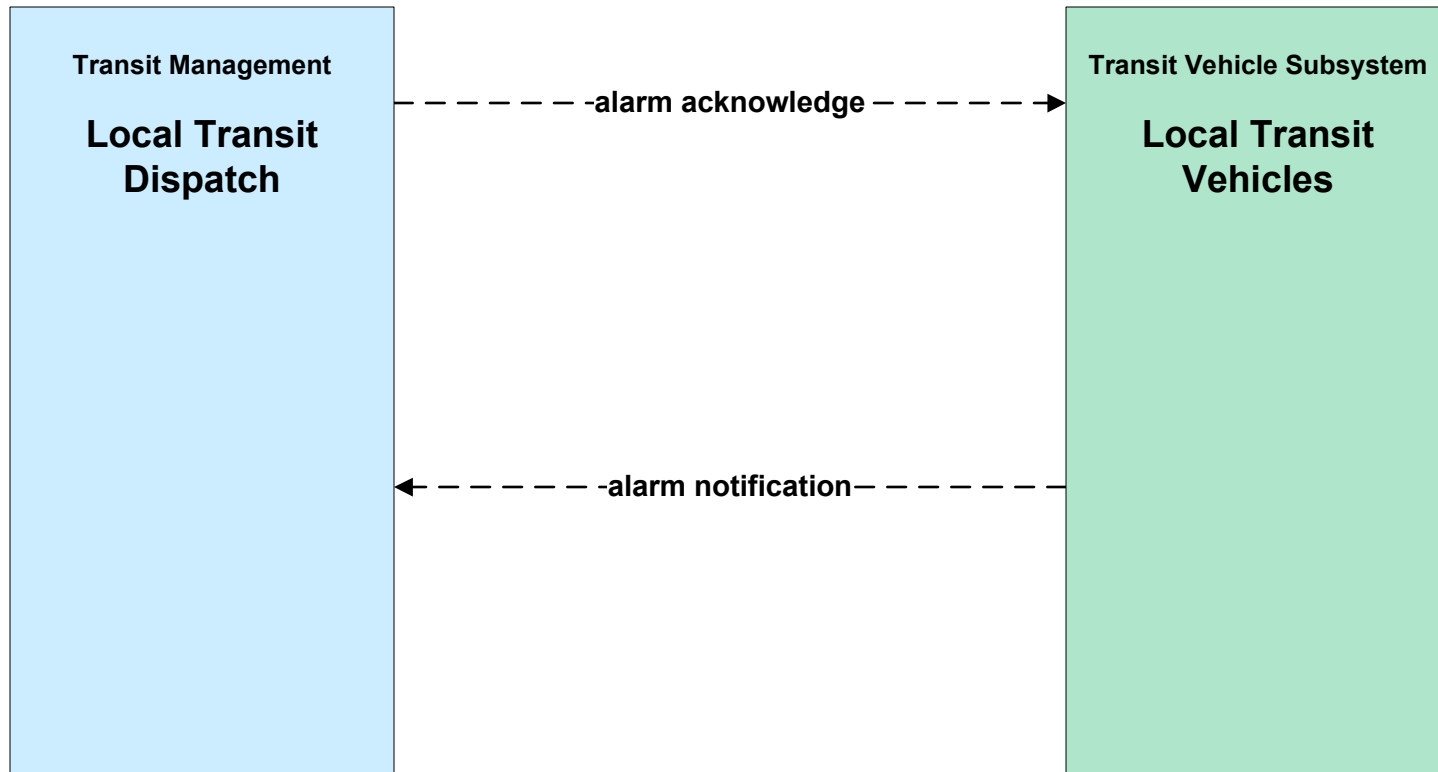 Transit Management
Local Transit
Dispatch
alarm acknowledge
Transit Vehicle Subsystem
Local Transit
Vehicles
alarm notification